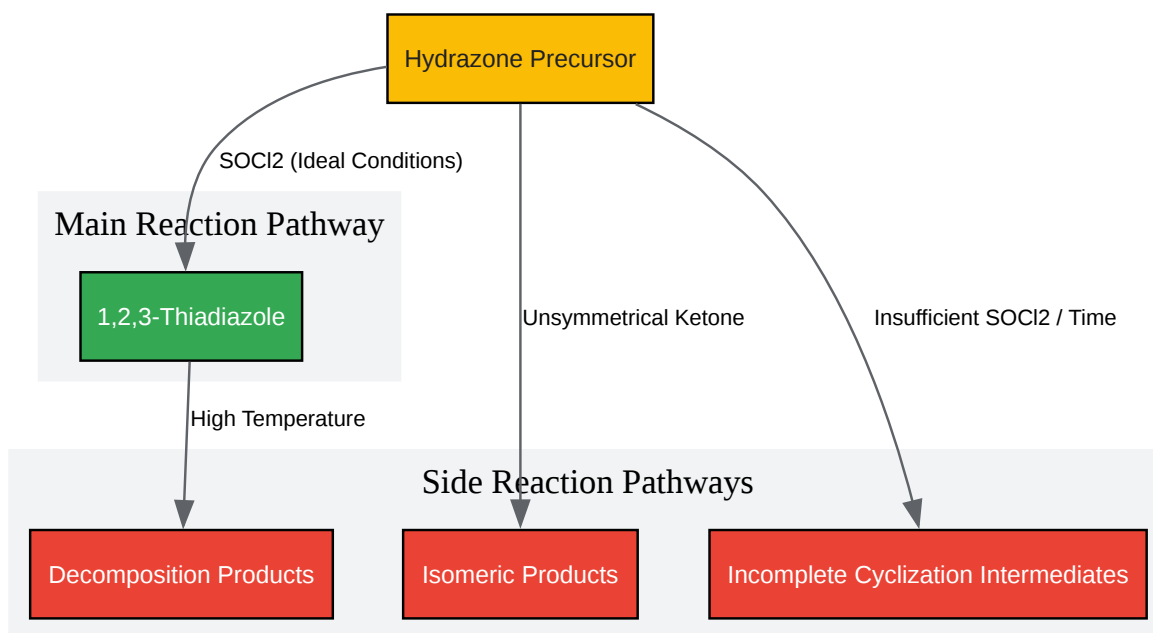 Hydrazone Precursor
SOCl2 (Ideal Conditions)
Main Reaction Pathway
1,2,3-Thiadiazole
Unsymmetrical Ketone
Insufficient SOCl2 / Time
High Temperature
Side Reaction Pathways
Decomposition Products
Isomeric Products
Incomplete Cyclization Intermediates